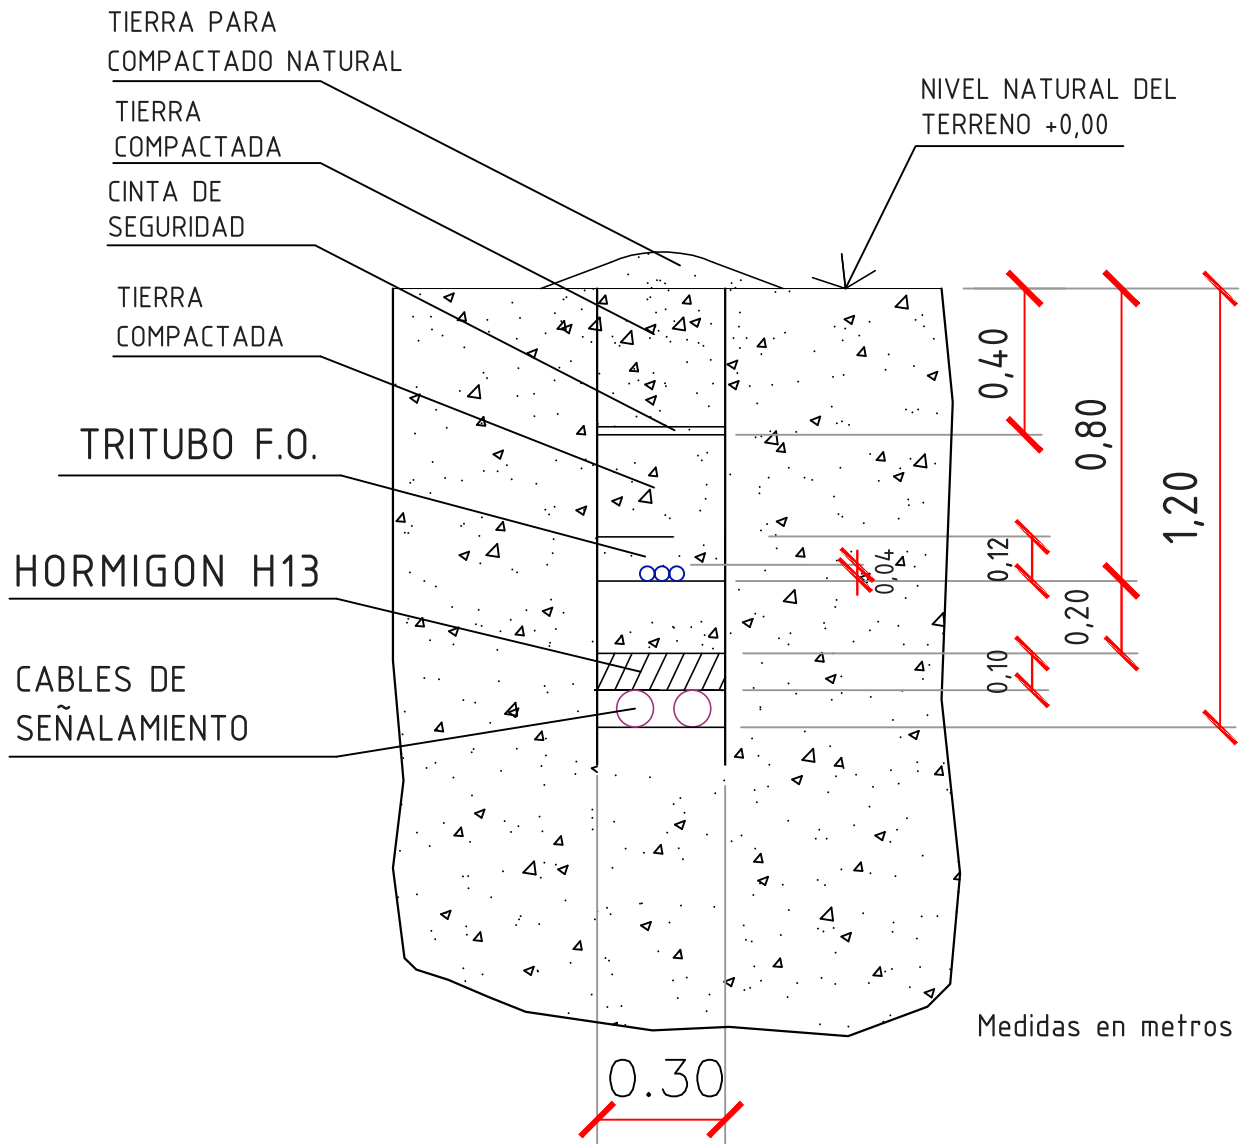 TIERRA PARA
COMPACTADO NATURAL
TIERRA
COMPACTADA
CINTA DE
SEGURIDAD
TIERRA
COMPACTADA
TRITUBO F.O.
HORMIGON H13
CABLES DE
SEÑALAMIENTO
NIVEL NATURAL DEL
TERRENO +0,00
0,40
0,80
1,20
0,12
0,04
0,20
0,10
Medidas en metros
0.30